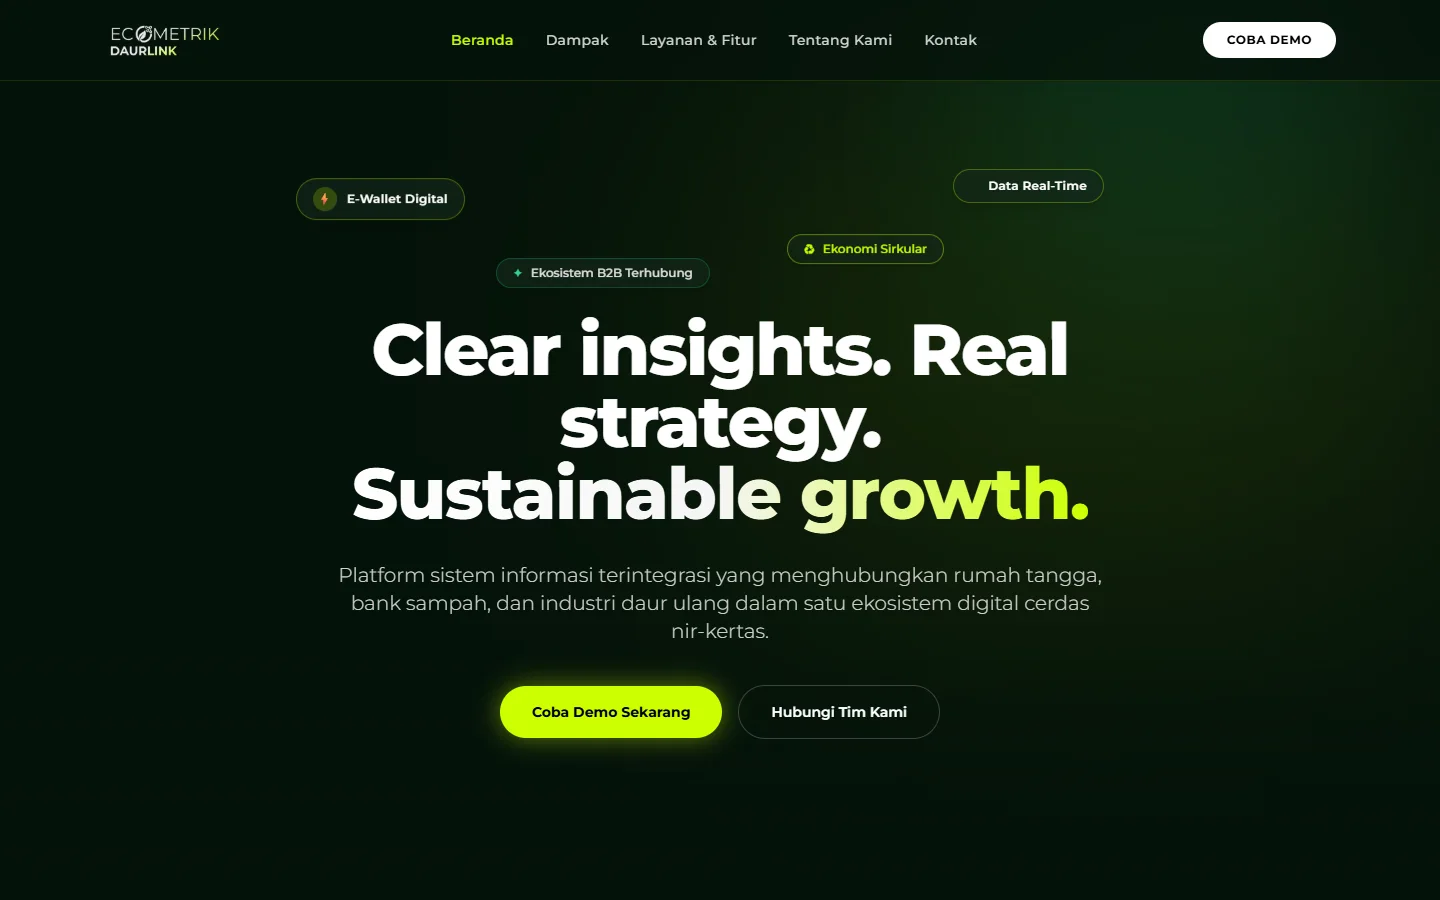 ECOMETRIK
DAURLINK
Beranda
Dampak
Layanan & Fitur
Tentang Kami
Kontak
COBA DEMO
E-Wallet Digital
Data Real-Time
Ekonomi Sirkular
Ekosistem B2B Terhubung
Clear insights. Real
strategy.
Sustainable growth.
Platform sistem informasi terintegrasi yang menghubungkan rumah tangga,
bank sampah, dan industri daur ulang dalam satu ekosistem digital cerdas
nir-kertas.
Coba Demo Sekarang
Hubungi Tim Kami